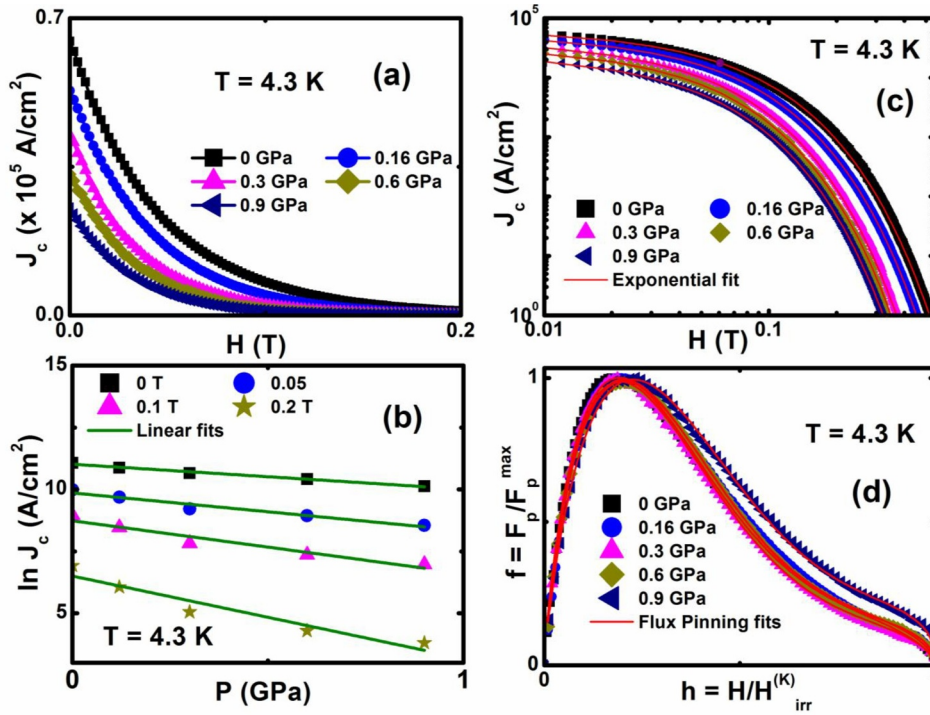 0.7
T = 4.3 K
(a)
0 GPa
0.16 GPa
0.3 GPa
0.6 GPa
0.9 GPa
J_c (x 10^5 A/cm^2)
0.0
0.0
0.2
H (T)
10^5
T = 4.3 K
(c)
J_c (A/cm^2)
0 GPa
0.16 GPa
0.3 GPa
0.6 GPa
0.9 GPa
Exponential fit
10^0
0.01
0.1
H (T)
15
0 T
0.05
0.1 T
0.2 T
Linear fits
(b)
ln J_c (A/cm^2)
10
5
T = 4.3 K
0
1
P (GPa)
1
T = 4.3 K
(d)
f = F_p/F_p^max
0 GPa
0.16 GPa
0.3 GPa
0.6 GPa
0.9 GPa
Flux Pinning fits
0
0
h = H/H_irr^(K)